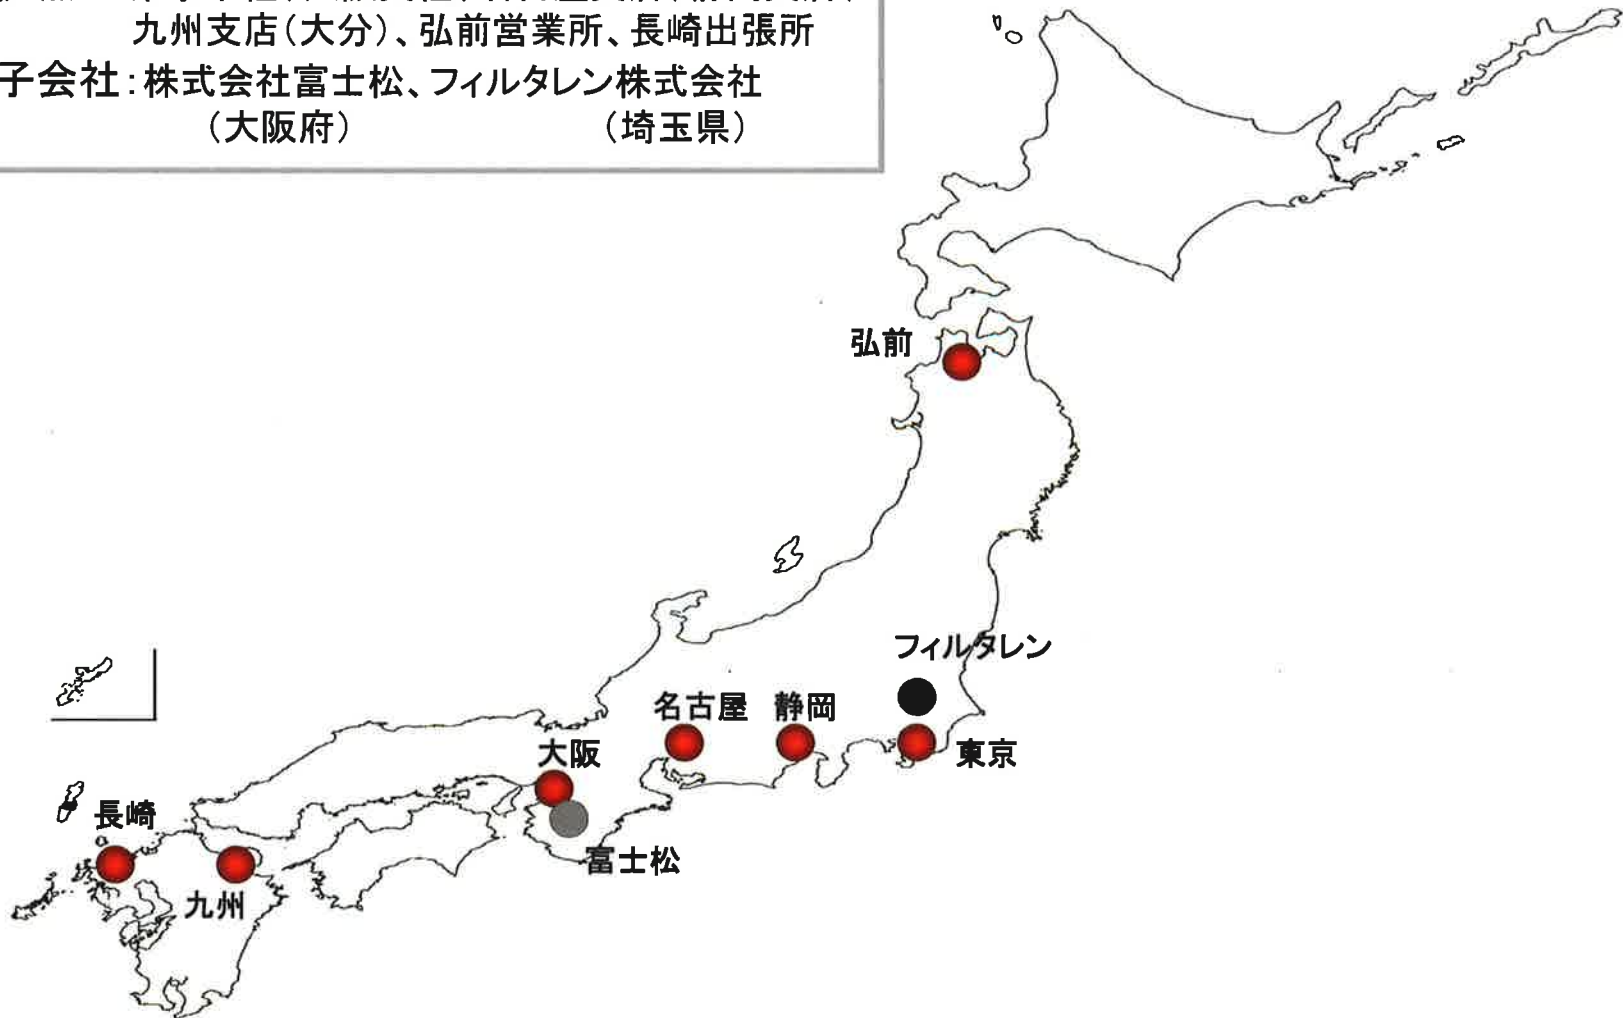 九州支店(大分)、弘前営業所、長崎出張所
子会社:株式会社富士松、フィルタレン株式会社
(大阪府)　(埼玉県)
弘前
フィルタレン
名古屋 静岡
東京
大阪
長崎
富士松
九州